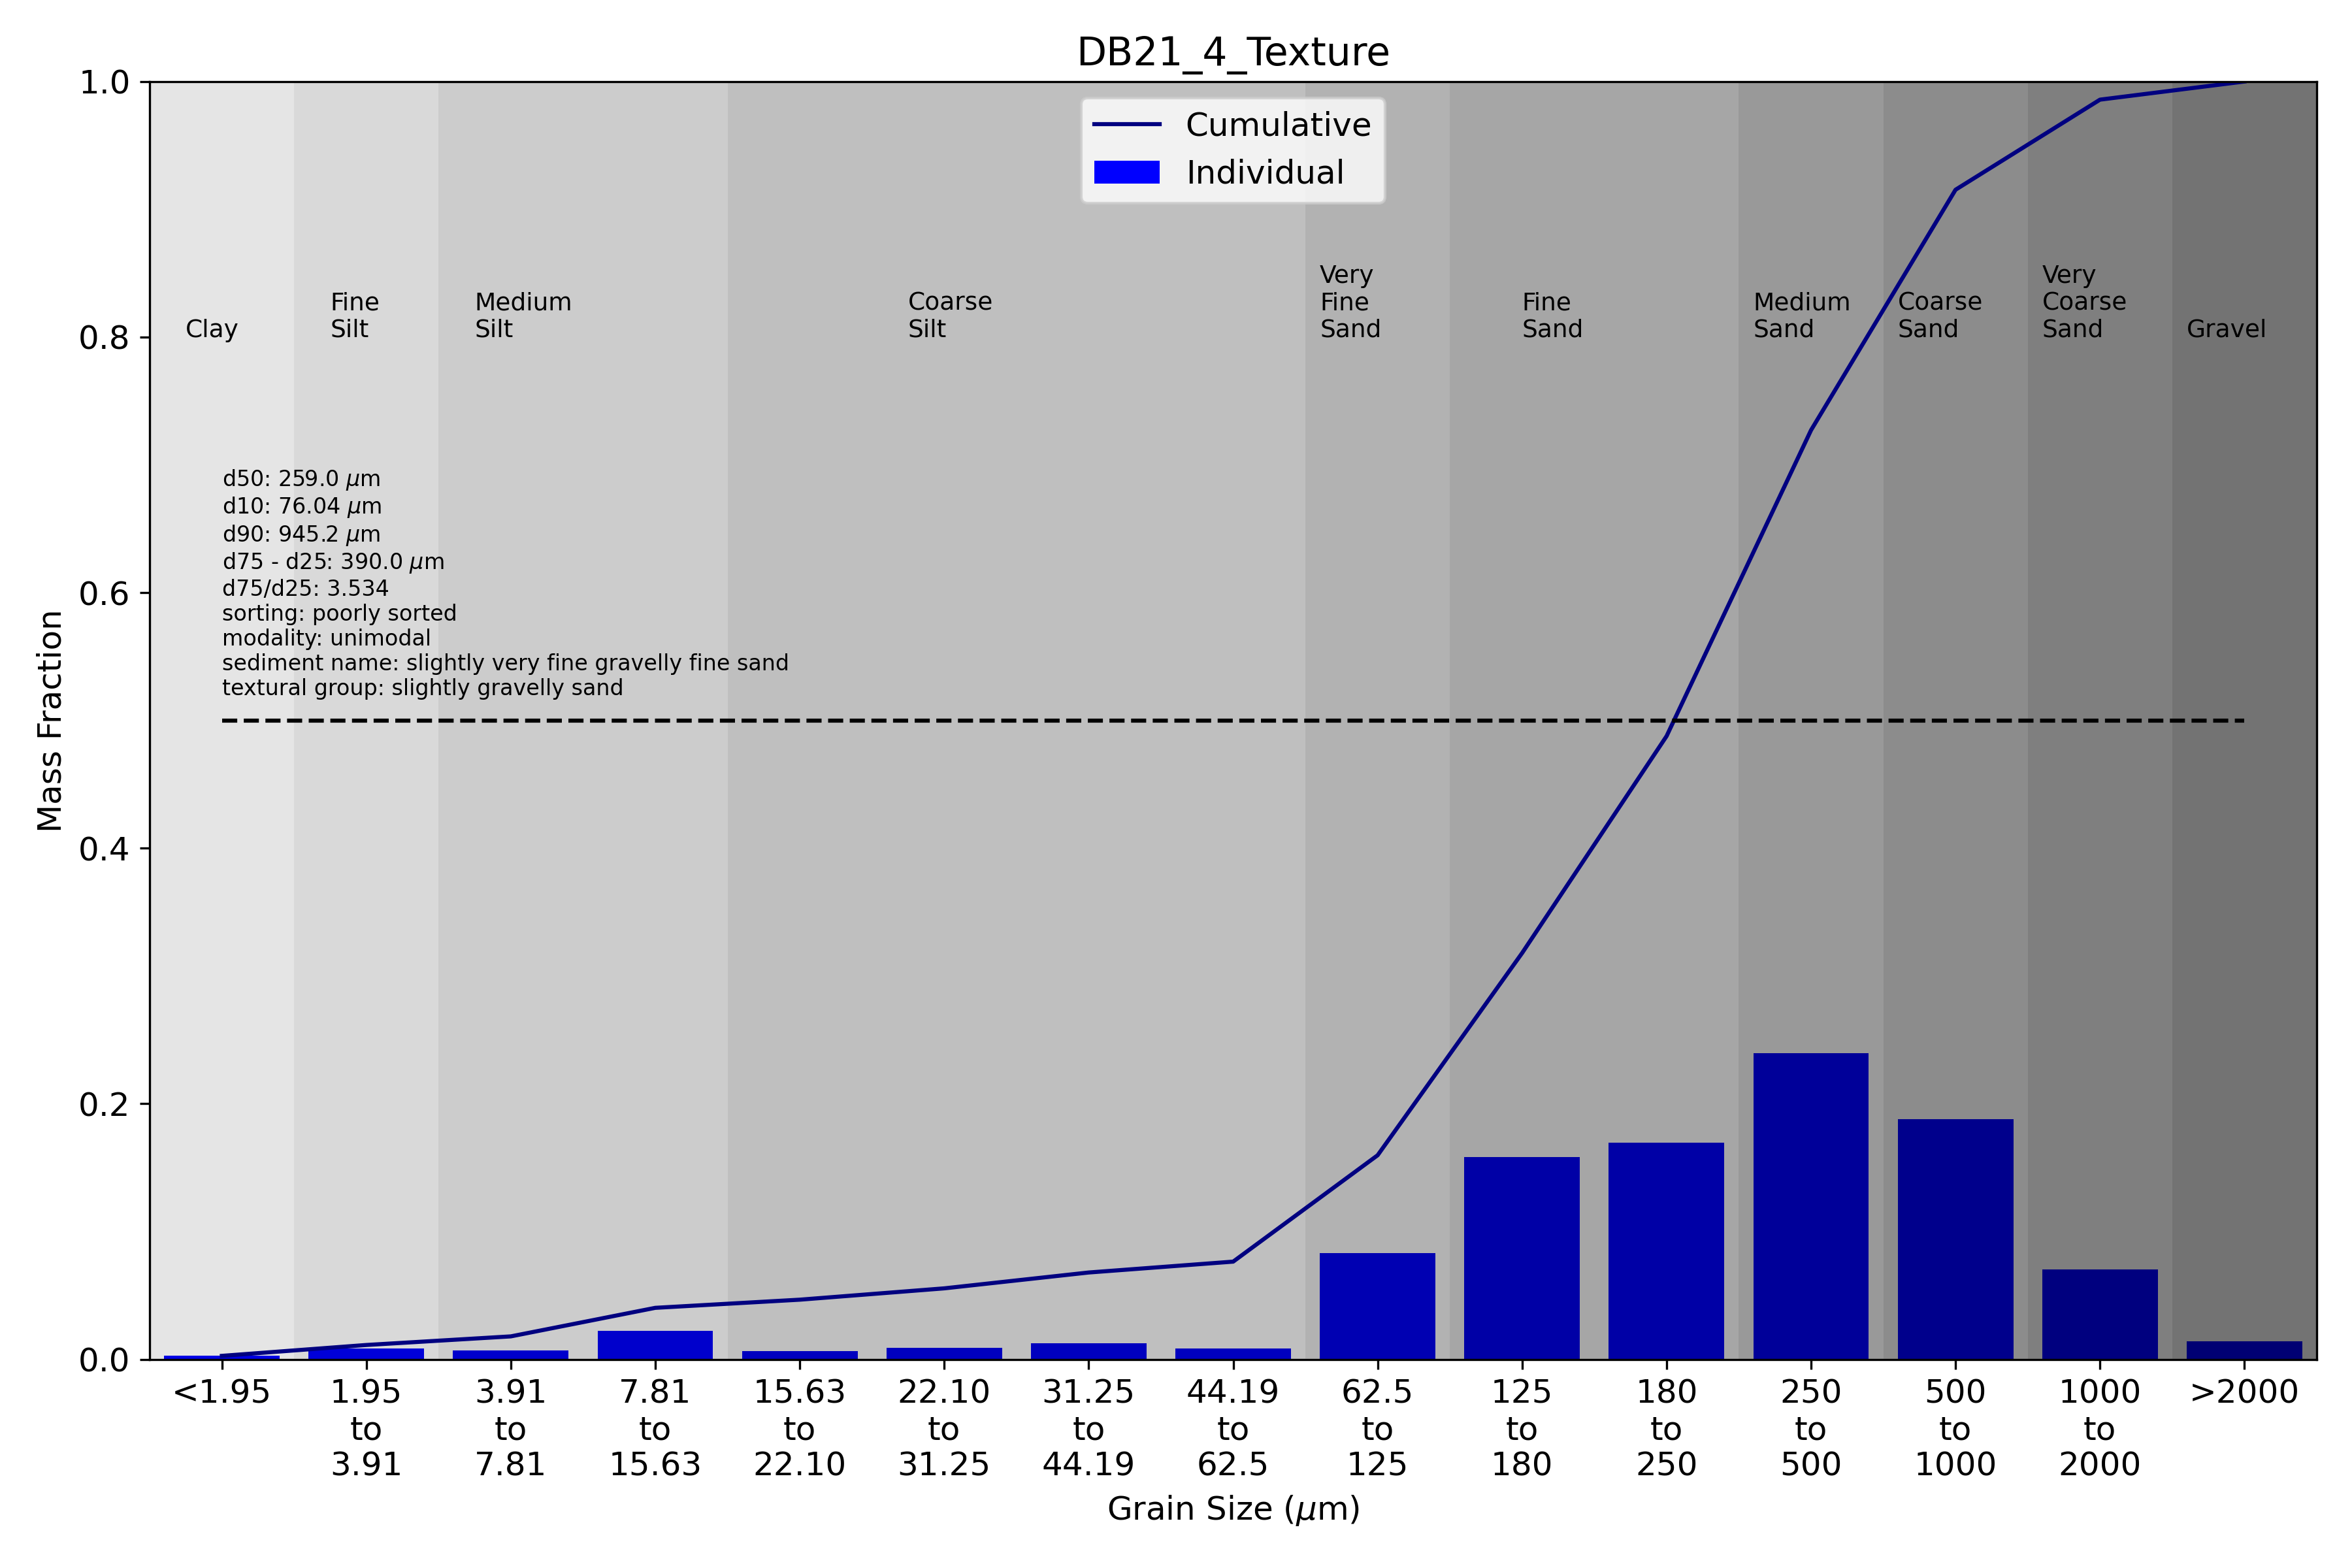 DB21_4_Texture
Cumulative
Individual
Clay
Fine
Silt
Medium
Silt
Coarse
Silt
Very
Fine
Sand
Fine
Sand
Medium
Sand
Coarse
Sand
Very
Coarse
Sand
Gravel
d50: 259.0 μm
d10: 76.04 μm
d90: 945.2 μm
d75 - d25: 390.0 μm
d75/d25: 3.534
sorting: poorly sorted
modality: unimodal
sediment name: slightly very fine gravelly fine sand
textural group: slightly gravelly sand
Mass Fraction
1.0
0.8
0.6
0.4
0.2
0.0
<1.95
1.95
to
3.91
3.91
to
7.81
7.81
to
15.63
15.63
to
22.10
22.10
to
31.25
31.25
to
44.19
44.19
to
62.5
62.5
to
125
125
to
180
180
to
250
250
to
500
500
to
1000
1000
to
2000
>2000
Grain Size (μm)